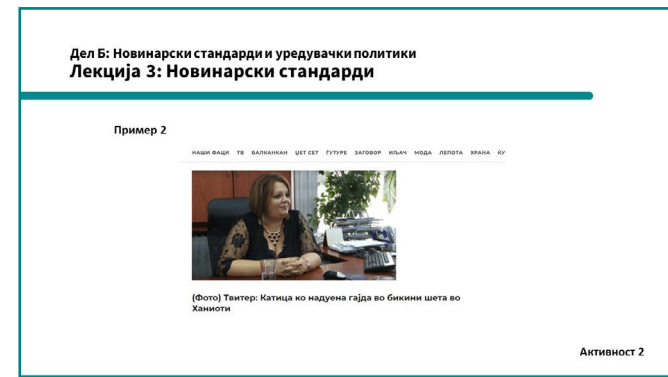 Дел Б: Новинарски стандарди и уредувачки политики
Лекција 3: Новинарски стандарди
Пример 2
НАШИ ФАЦИ ТВ БАЛКАНКАН ЏЕТ СЕТ ЃУТУРЕ ЗАГОВОР ИЉАЧ МОДА ЛЕПОТА ХРАНА ЌУ
(Фото) Твитер: Катица ко надуена гајда во бикини шета во
Ханиоти
Активност 2